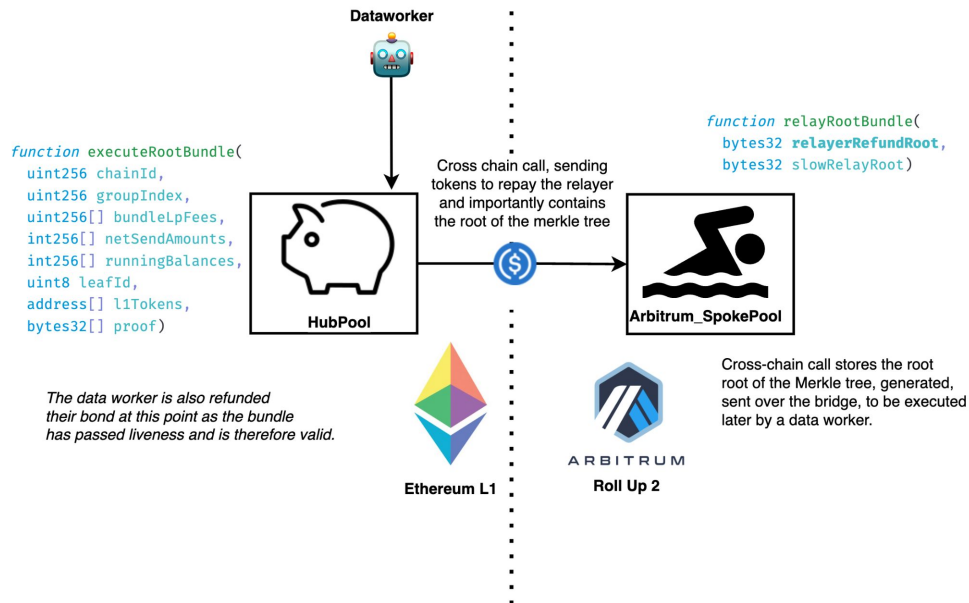 Dataworker
function executeRootBundle(
uint256 chainId,
uint256 groupIndex,
uint256[] bundleLpFees,
int256[] netSendAmounts,
int256[] runningBalances,
uint8 leafId,
address[] l1Tokens,
bytes32[] proof)
HubPool
Cross chain call, sending
tokens to repay the relayer
and importantly contains
the root of the merkle tree
$
function relayRootBundle(
bytes32 relayerRefundRoot,
bytes32 slowRelayRoot)
Arbitrum_SpokePool
The data worker is also refunded
their bond at this point as the bundle
has passed liveness and is therefore valid.
Ethereum L1
ARBITRUM
Roll Up 2
Cross-chain call stores the root
root of the Merkle tree, generated,
sent over the bridge, to be executed
later by a data worker.